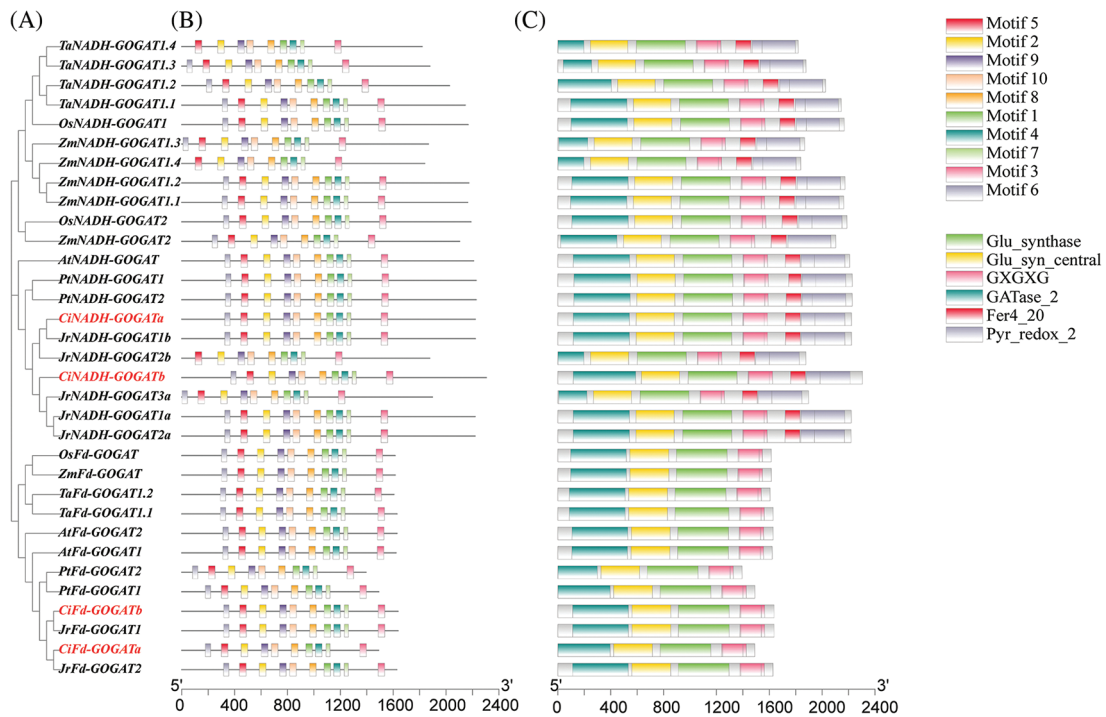 (A)
(B)
(C)
TaNADH-GOGAT1.4
TaNADH-GOGAT1.3
TaNADH-GOGAT1.2
TaNADH-GOGAT1.1
OsNADH-GOGAT1
ZmNADH-GOGAT1.3
ZmNADH-GOGAT1.4
ZmNADH-GOGAT1.2
ZmNADH-GOGAT1.1
OsNADH-GOGAT2
ZmNADH-GOGAT2
AtNADH-GOGAT
PtNADH-GOGAT1
PtNADH-GOGAT2
CiNADH-GOGATa
JrNADH-GOGAT1b
JrNADH-GOGAT2b
CiNADH-GOGATb
JrNADH-GOGAT3a
JrNADH-GOGAT1a
JrNADH-GOGAT2a
OsFd-GOGAT
ZmFd-GOGAT
TaFd-GOGAT1.2
TaFd-GOGAT1.1
AtFd-GOGAT2
AtFd-GOGAT1
PtFd-GOGAT2
PtFd-GOGAT1
CiFd-GOGATb
JrFd-GOGAT1
CiFd-GOGATa
JrFd-GOGAT2
5' 3'
0 400 800 1200 1600 2000 2400
5' 3'
0 400 800 1200 1600 2000 2400
Motif 5
Motif 2
Motif 9
Motif 10
Motif 8
Motif 1
Motif 4
Motif 7
Motif 3
Motif 6
Glu_synthase
Glu_syn_central
GXGXG
GATase_2
Fer4_20
Pyr_redox_2